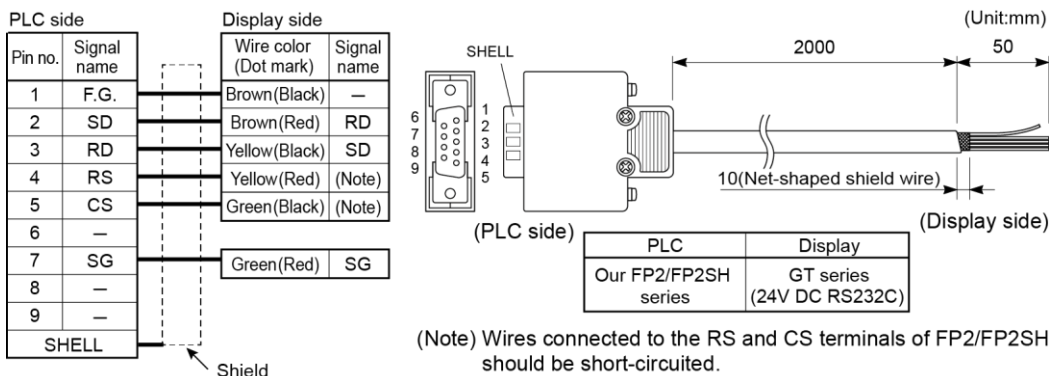 PLC side
Display side
Pin no. Signal name Wire color (Dot mark) Signal name
1 F.G. Brown(Black) —
2 SD Brown(Red) RD
3 RD Yellow(Black) SD
4 RS Yellow(Red) (Note)
5 CS Green(Black) (Note)
6 —
7 SG Green(Red) SG
8 —
9 —
SHELL
Shield
(Unit:mm)
2000 50
SHELL
6
7
8
9
1
2
3
4
5
10(Net-shaped shield wire)
(PLC side)
(Display side)
PLC Display
Our FP2/FP2SH GT series
series (24V DC RS232C)
(Note) Wires connected to the RS and CS terminals of FP2/FP2SH
should be short-circuited.